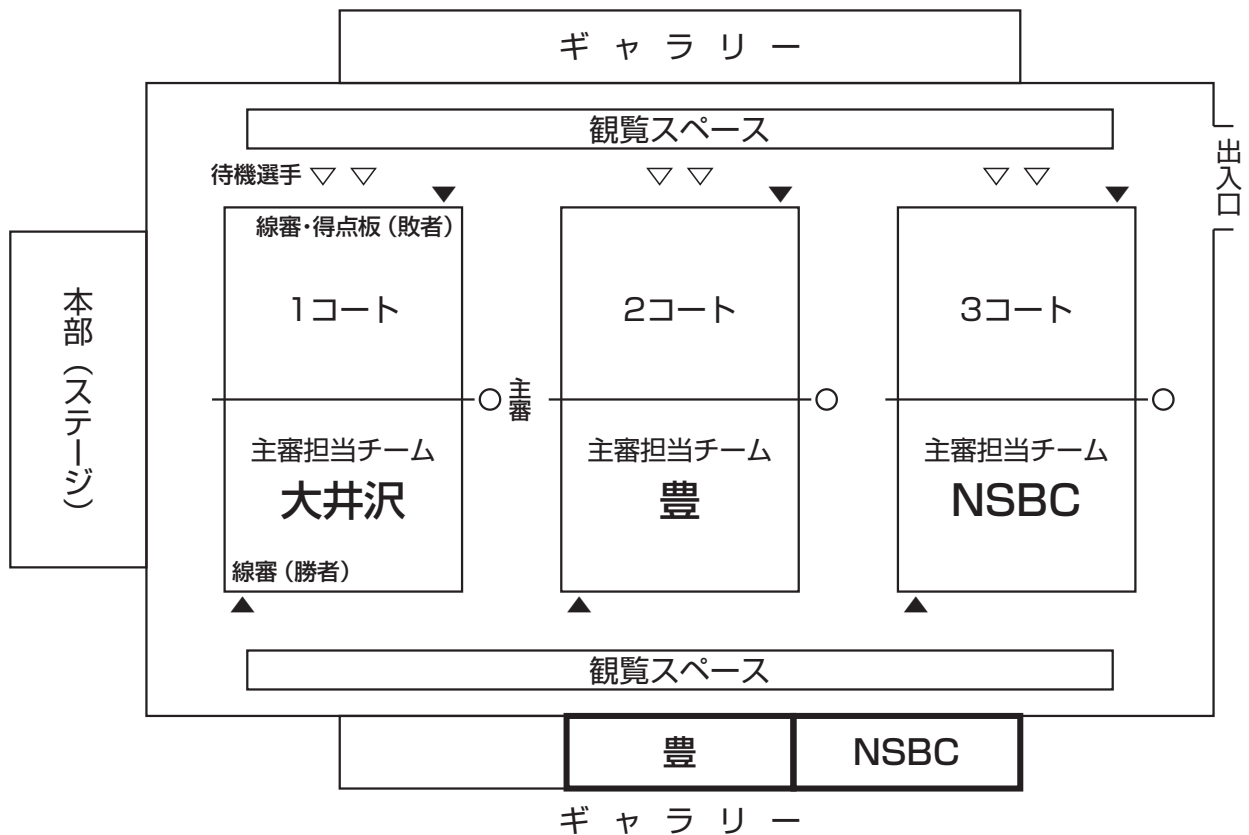 ギャラリー
観覧スペース
待機選手
出入口
線審・得点板（敗者）
本部（ステージ）
1コート
2コート
3コート
主審
主審担当チーム
大井沢
主審担当チーム
豊
主審担当チーム
NSBC
線審（勝者）
観覧スペース
豊
NSBC
ギャラリー